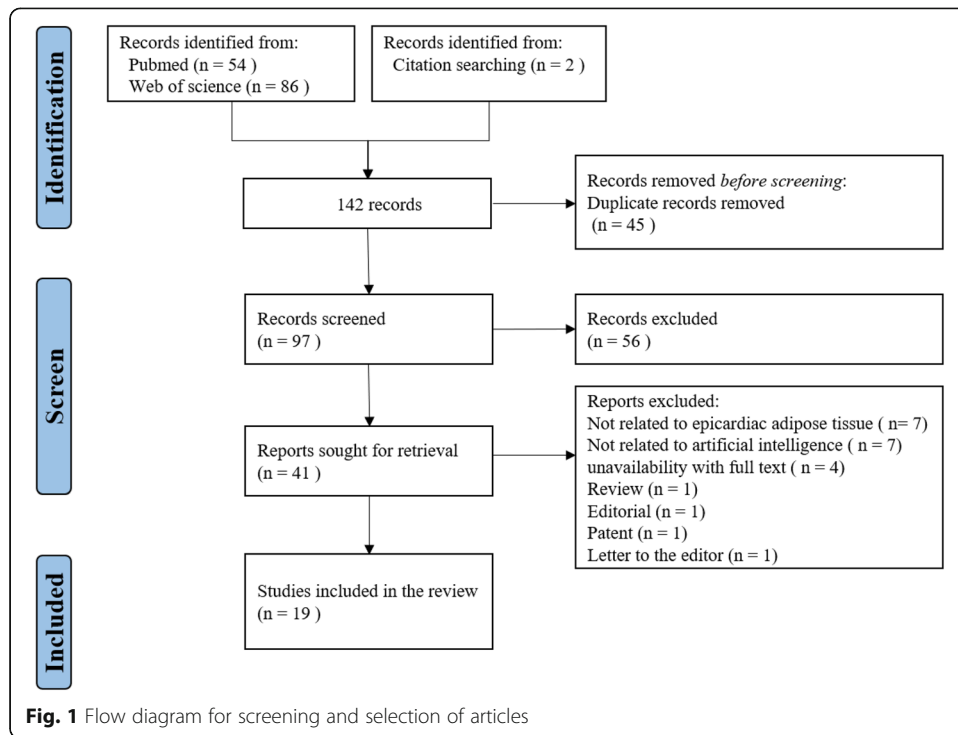 Identification
Records identified from:
Pubmed (n = 54 )
Web of science (n = 86 )
Records identified from:
Citation searching (n = 2 )
142 records
Records removed before screening:
Duplicate records removed
(n = 45 )
Screen
Records screened
(n = 97 )
Records excluded
(n = 56 )
Reports sought for retrieval
(n = 41 )
Reports excluded:
Not related to epicardiac adipose tissue ( n= 7)
Not related to artificial intelligence ( n = 7)
unavailability with full text ( n = 4)
Review (n = 1)
Editorial (n = 1)
Patent (n = 1)
Letter to the editor (n = 1)
Included
Studies included in the review
(n = 19 )
Fig. 1 Flow diagram for screening and selection of articles